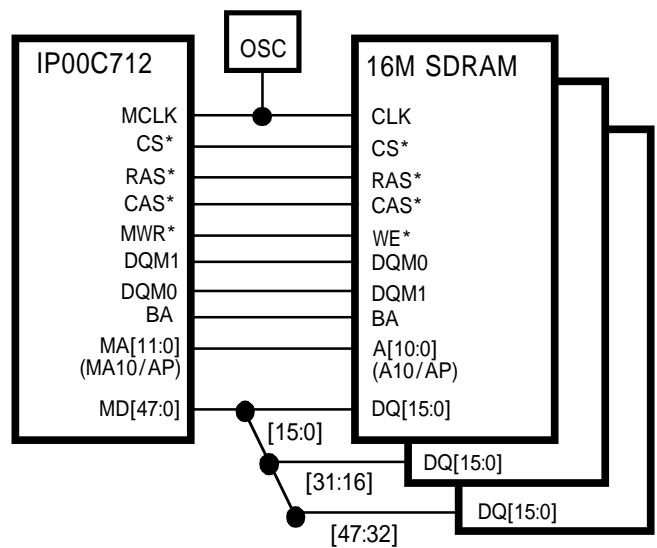 OSC
IP00C712
16M SDRAM
MCLK
CLK
CS*
CS*
RAS*
RAS*
CAS*
CAS*
MWR*
WE*
DQM1
DQM0
DQM0
DQM1
BA
BA
MA[11:0]
A[10:0]
(MA10/AP)
(A10/AP)
MD[47:0]
DQ[15:0]
[15:0]
DQ[15:0]
[31:16]
DQ[15:0]
[47:32]